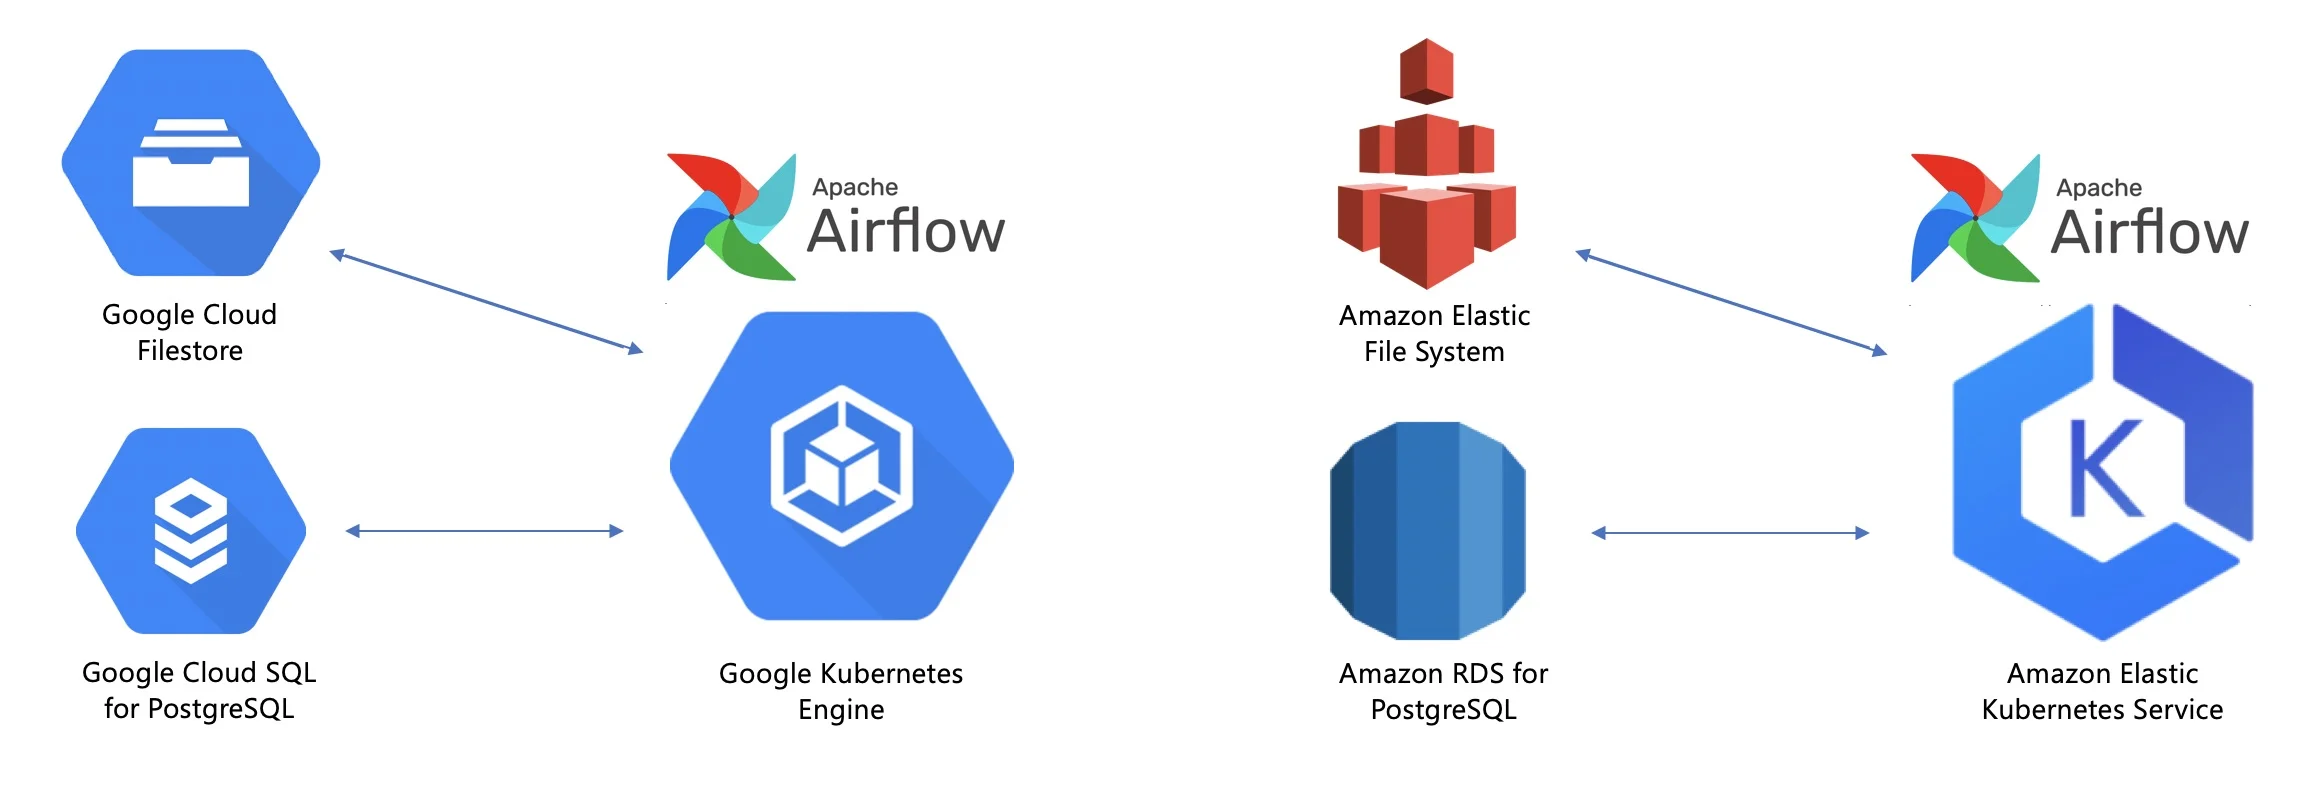 Apache
Airflow
Google Cloud
Filestore
Google Cloud SQL
for PostgreSQL
Google Kubernetes
Engine
Apache
Airflow
Amazon Elastic
File System
Amazon RDS for
PostgreSQL
K
Amazon Elastic
Kubernetes Service